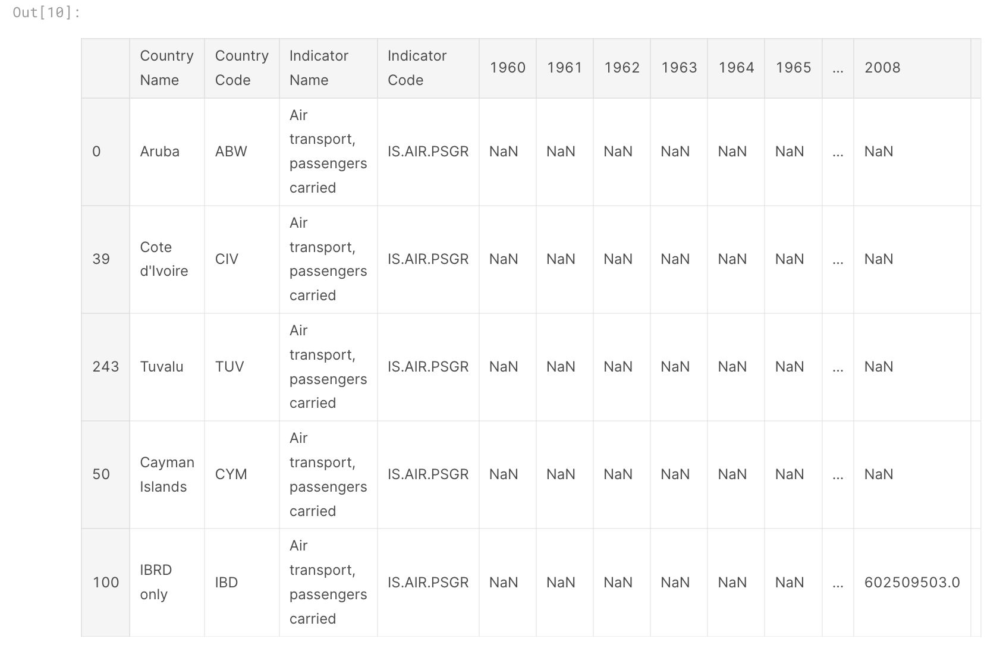 Out[10]:
Country Name Country Code Indicator Name Indicator Code 1960 1961 1962 1963 1964 1965 ... 2008
0 Aruba ABW Air transport, passengers carried IS.AIR.PSGR NaN NaN NaN NaN NaN NaN ... NaN
39 Cote d'Ivoire CIV Air transport, passengers carried IS.AIR.PSGR NaN NaN NaN NaN NaN NaN ... NaN
243 Tuvalu TUV Air transport, passengers carried IS.AIR.PSGR NaN NaN NaN NaN NaN NaN ... NaN
50 Cayman Islands CYM Air transport, passengers carried IS.AIR.PSGR NaN NaN NaN NaN NaN NaN ... NaN
100 IBRD only IBD Air transport, passengers carried IS.AIR.PSGR NaN NaN NaN NaN NaN NaN ... 602509503.0